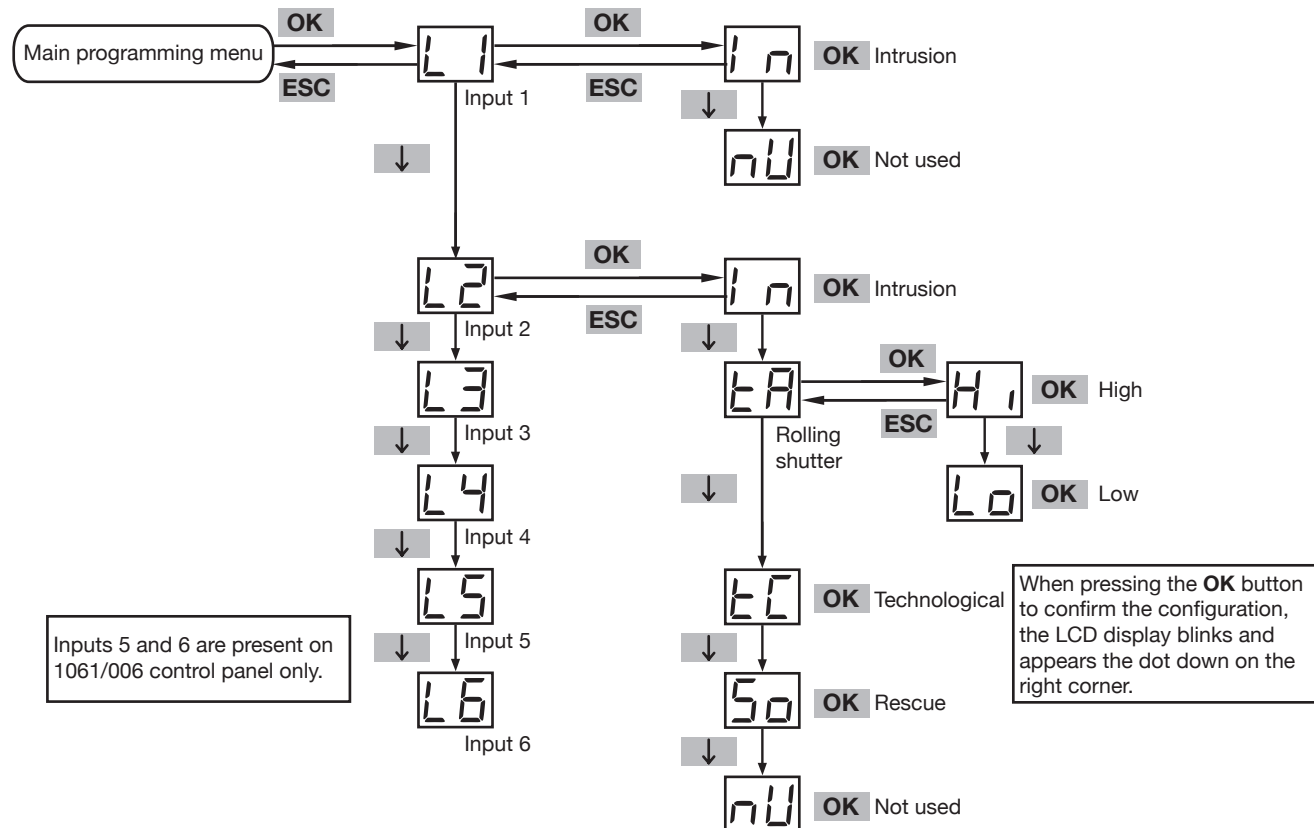 OK
OK
Main programming menu
L1
In
OK Intrusion
ESC
ESC
Input 1
↓
nU
OK Not used
↓
OK
L2
In
OK Intrusion
ESC
Input 2
↓
↓
OK
L3
tA
Hi
OK High
ESC
Input 3
Rolling
shutter
↓
↓
L4
Lo
OK Low
↓
Input 4
↓
L5
tC
OK Technological
When pressing the OK button
to confirm the configuration,
the LCD display blinks and
appears the dot down on the
right corner.
Inputs 5 and 6 are present on
1061/006 control panel only.
Input 5
↓
↓
L6
So
OK Rescue
Input 6
↓
nU
OK Not used